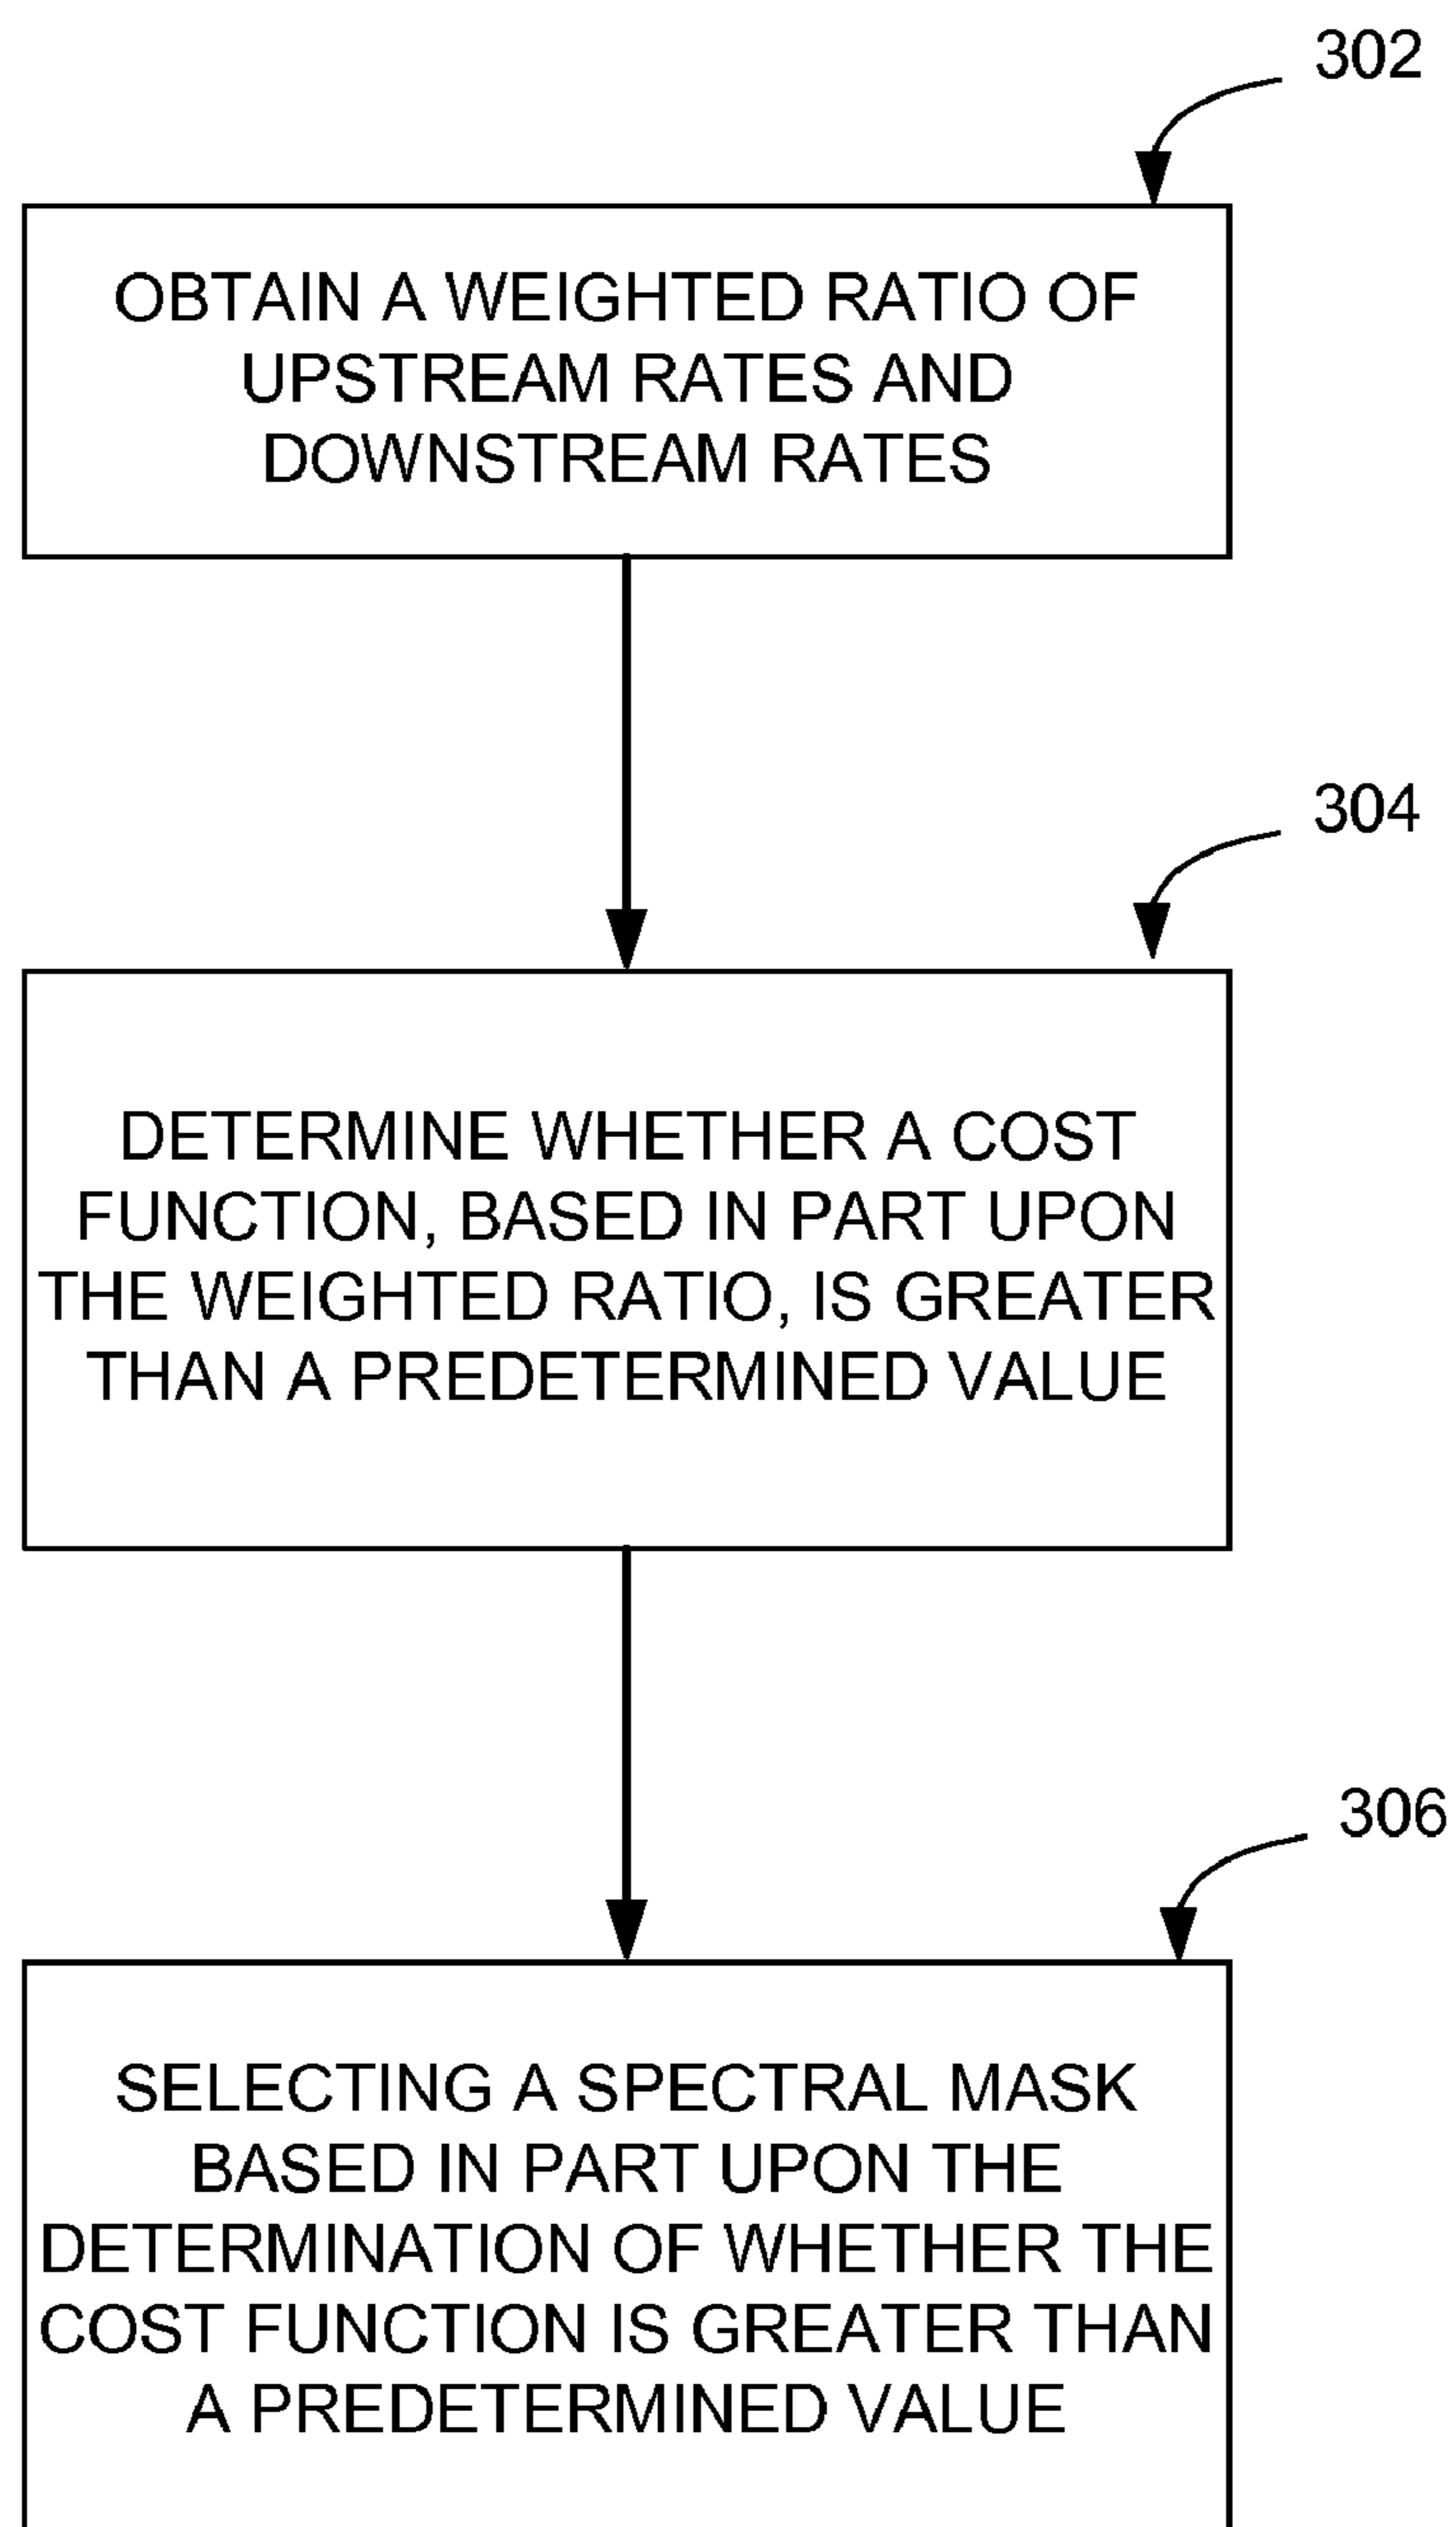 302
OBTAIN A WEIGHTED RATIO OF
UPSTREAM RATES AND
DOWNSTREAM RATES
304
DETERMINE WHETHER A COST
FUNCTION, BASED IN PART UPON
THE WEIGHTED RATIO, IS GREATER
THAN A PREDETERMINED VALUE
306
SELECTING A SPECTRAL MASK
BASED IN PART UPON THE
DETERMINATION OF WHETHER THE
COST FUNCTION IS GREATER THAN
A PREDETERMINED VALUE